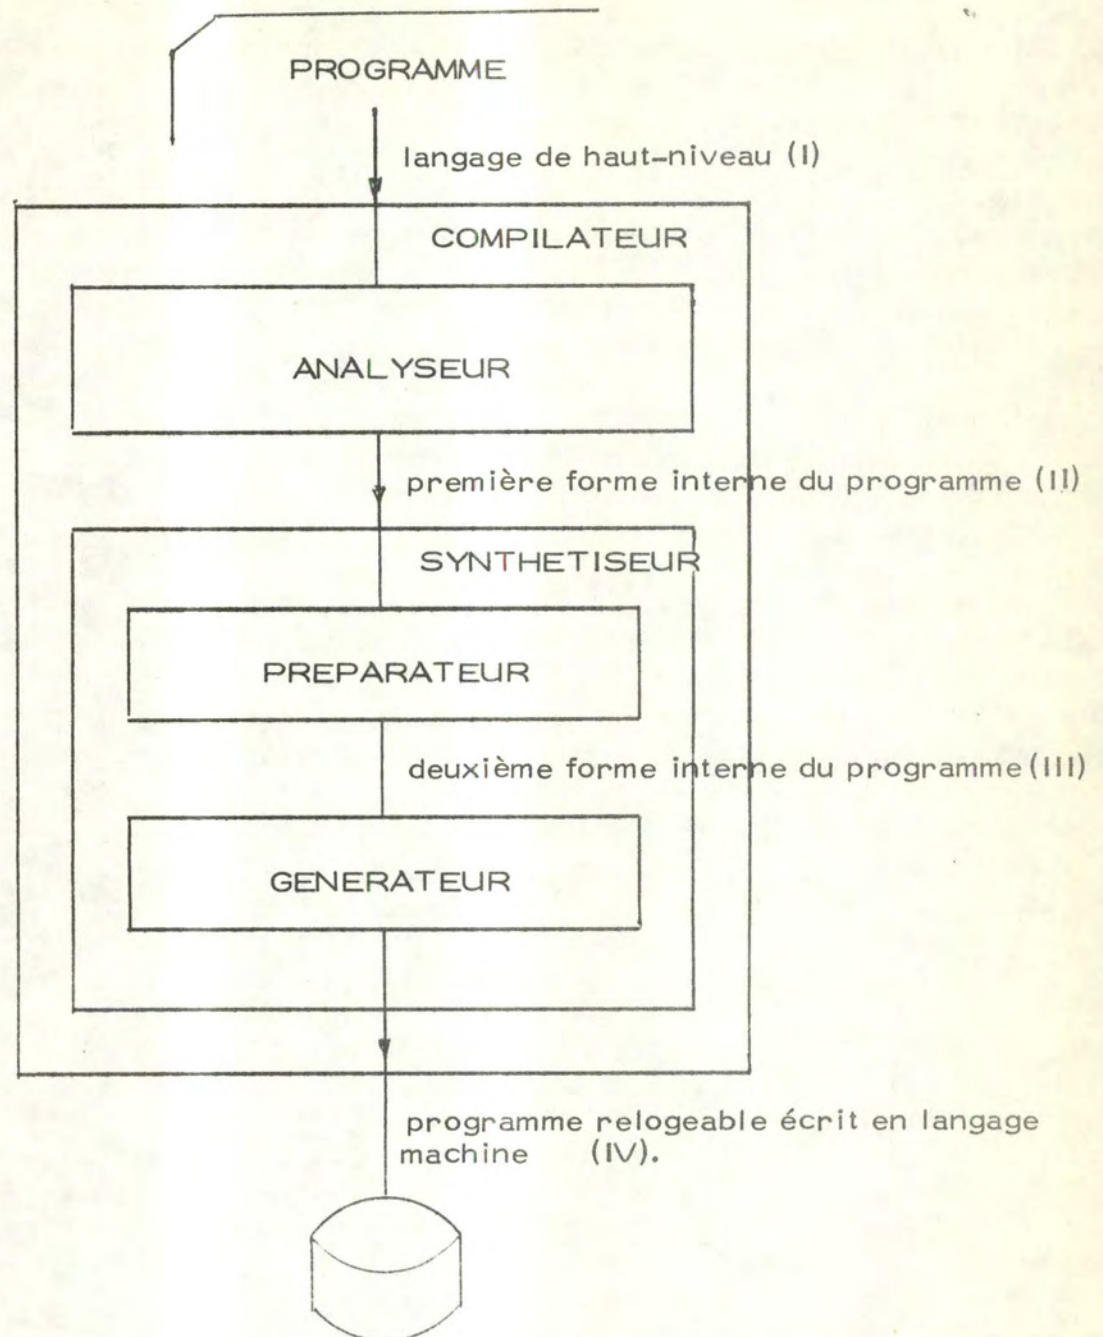 PROGRAMME
langage de haut-niveau (I)
COMPILATEUR
ANALYSEUR
première forme interne du programme (II)
SYNTHETISEUR
PREPARATEUR
deuxième forme interne du programme (III)
GENERATEUR
programme relogeable écrit en langage
machine (IV).